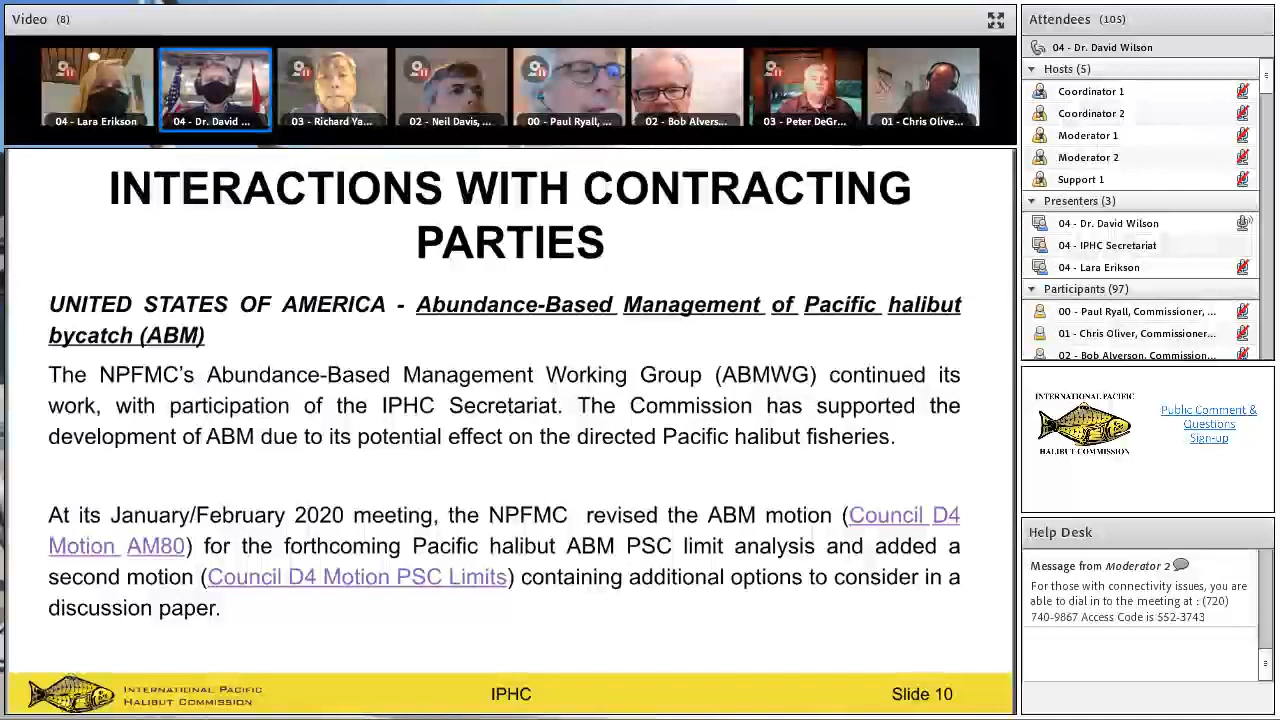 Video (8)
04 - Lara Erikson
04 - Dr. David ...
03 - Richard Ya...
02 - Neil Davis, ...
00 - Paul Ryall, ...
02 - Bob Alvers...
03 - Peter DeGr...
01 - Chris Olive...
INTERACTIONS WITH CONTRACTING
PARTIES
UNITED STATES OF AMERICA - Abundance-Based Management of Pacific halibut
bycatch (ABM)
The NPFMC's Abundance-Based Management Working Group (ABMWG) continued its
work, with participation of the IPHC Secretariat. The Commission has supported the
development of ABM due to its potential effect on the directed Pacific halibut fisheries.
At its January/February 2020 meeting, the NPFMC revised the ABM motion (Council D4
Motion AM80) for the forthcoming Pacific halibut ABM PSC limit analysis and added a
second motion (Council D4 Motion PSC Limits) containing additional options to consider in a
discussion paper.
INTERNATIONAL PACIFIC
HALIBUT COMMISSION
IPHC
Slide 10
Attendees (105)
04 - Dr. David Wilson
Hosts (5)
Coordinator 1
Coordinator 2
Moderator 1
Moderator 2
Support 1
Presenters (3)
04 - Dr. David Wilson
04 - IPHC Secretariat
04 - Lara Erikson
Participants (97)
00 - Paul Ryall, Commissioner, ...
01 - Chris Oliver, Commissioner...
02 - Bob Alverson, Commission...
INTERNATIONAL PACIFIC
HALIBUT COMMISSION
Public Comment &
Questions
Sign-up
Help Desk
Message from Moderator 2
For those with connectivity issues, you are
able to dial in to the meeting at : (720)
740-9867 Access Code is 552-3743